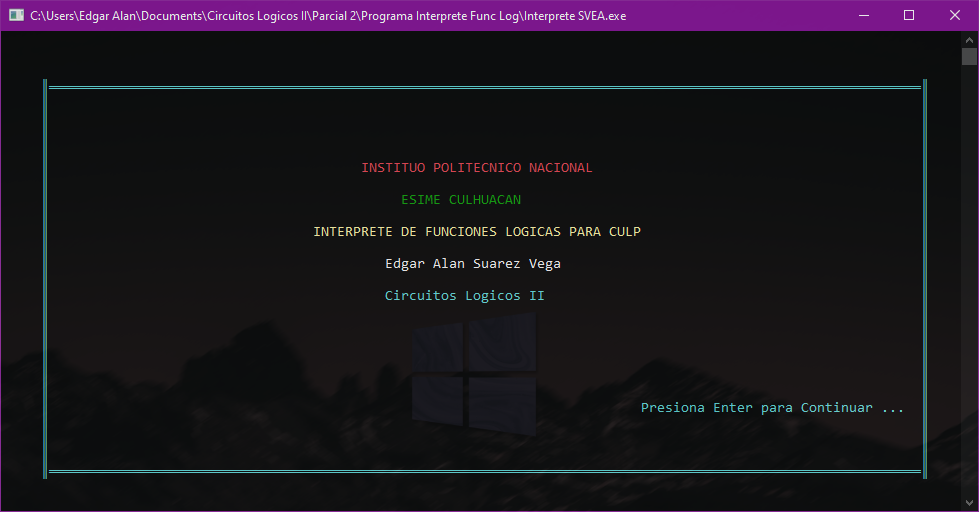 C:\Users\Edgar Alan\Documents\Circuitos Logicos II\Parcial 2\Programa Interprete Func Log\Interprete SVEA.exe
INSTITUO POLITECNICO NACIONAL
ESIME CULHUACAN
INTERPRETE DE FUNCIONES LOGICAS PARA CULP
Edgar Alan Suarez Vega
Circuitos Logicos II
Presiona Enter para Continuar ...